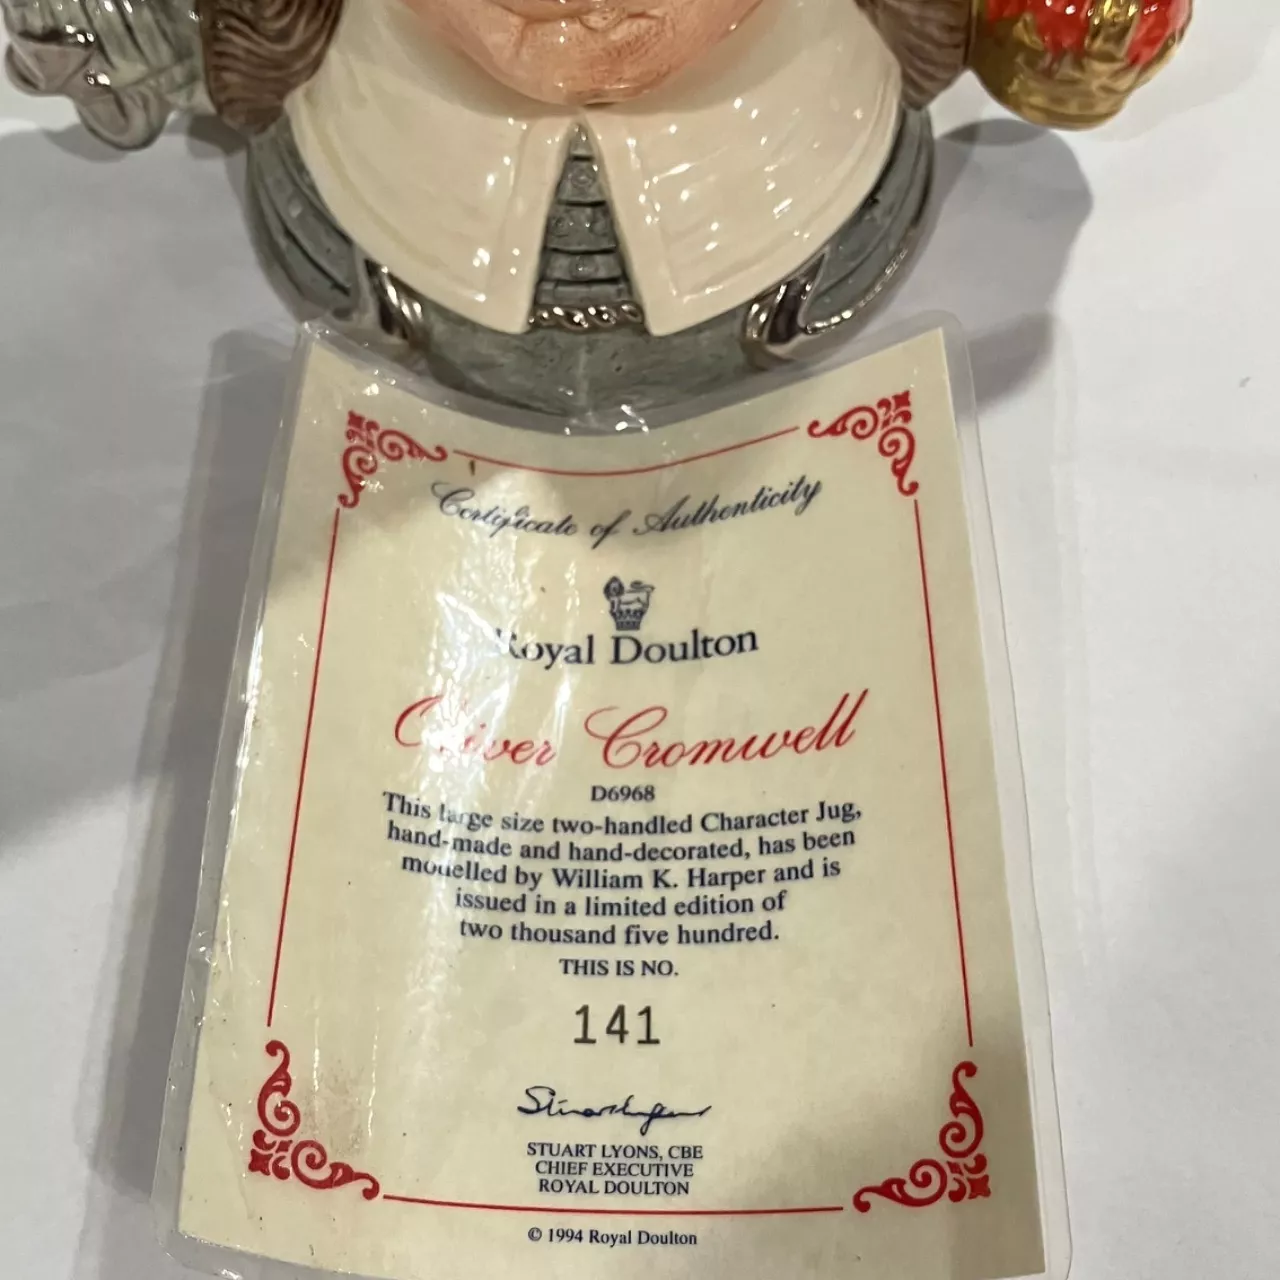 Certificate of Authenticity
Royal Doulton
Oliver Cromwell
D6968
This large size two-handled Character Jug,
hand-made and hand-decorated, has been
modelled by William K. Harper and is
issued in a limited edition of
two thousand five hundred.
THIS IS NO.
141
STUART LYONS, CBE
CHIEF EXECUTIVE
ROYAL DOULTON
© 1994 Royal Doulton